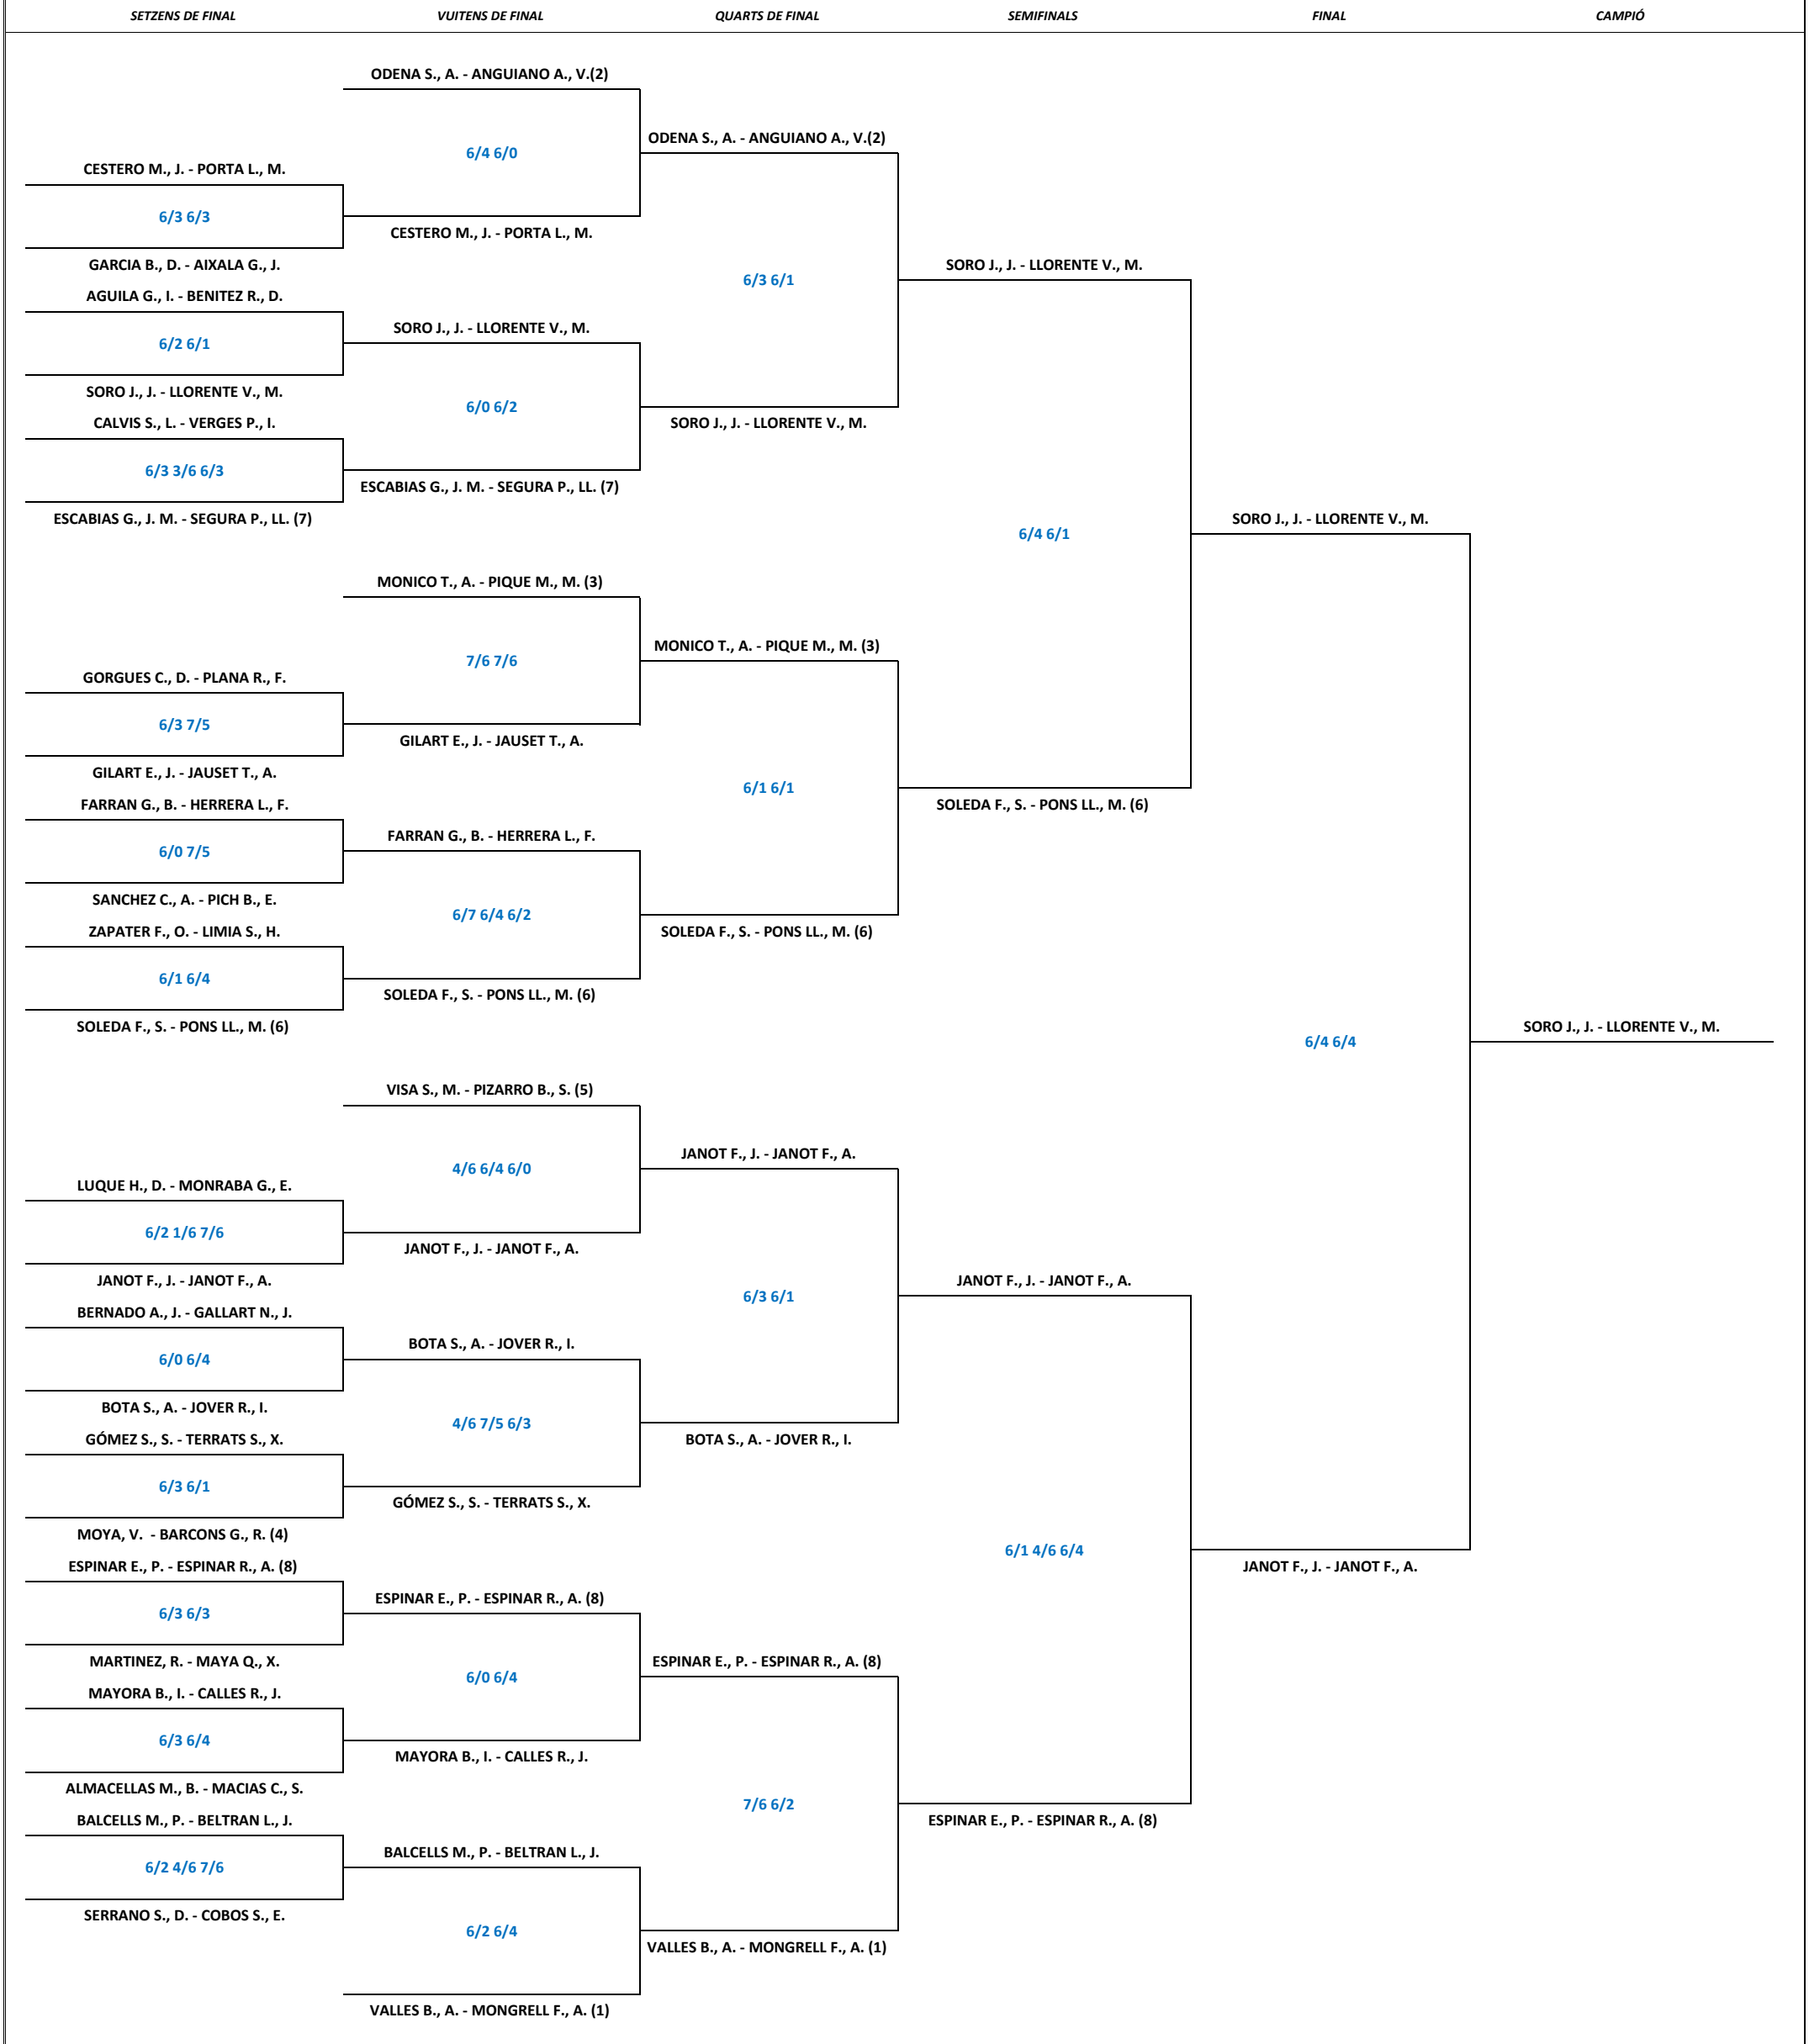 SETZENS DE FINAL VUITENS DE FINAL QUARTS DE FINAL SEMIFINALS FINAL CAMPIÓ
ODENA S., A. - ANGUIANO A., V.(2)
ODENA S., A. - ANGUIANO A., V.(2)
6/4 6/0
CESTERO M., J. - PORTA L., M.
6/3 6/3
CESTERO M., J. - PORTA L., M.
GARCIA B., D. - AIXALA G., J.
SORO J., J. - LLORENTE V., M.
6/3 6/1
AGUILA G., I. - BENITEZ R., D.
SORO J., J. - LLORENTE V., M.
6/2 6/1
SORO J., J. - LLORENTE V., M.
6/0 6/2
CALVIS S., L. - VERGES P., I.
SORO J., J. - LLORENTE V., M.
6/3 3/6 6/3
ESCABIAS G., J. M. - SEGURA P., LL. (7)
ESCABIAS G., J. M. - SEGURA P., LL. (7)
SORO J., J. - LLORENTE V., M.
6/4 6/1
MONICO T., A. - PIQUE M., M. (3)
MONICO T., A. - PIQUE M., M. (3)
7/6 7/6
GORGUES C., D. - PLANA R., F.
6/3 7/5
GILART E., J. - JAUSET T., A.
GILART E., J. - JAUSET T., A.
6/1 6/1
FARRAN G., B. - HERRERA L., F.
SOLEDA F., S. - PONS LL., M. (6)
FARRAN G., B. - HERRERA L., F.
6/0 7/5
SANCHEZ C., A. - PICH B., E.
6/7 6/4 6/2
ZAPATER F., O. - LIMIA S., H.
SOLEDA F., S. - PONS LL., M. (6)
6/1 6/4
SOLEDA F., S. - PONS LL., M. (6)
SOLEDA F., S. - PONS LL., M. (6)
SORO J., J. - LLORENTE V., M.
6/4 6/4
VISA S., M. - PIZARRO B., S. (5)
JANOT F., J. - JANOT F., A.
4/6 6/4 6/0
LUQUE H., D. - MONRABA G., E.
6/2 1/6 7/6
JANOT F., J. - JANOT F., A.
JANOT F., J. - JANOT F., A.
JANOT F., J. - JANOT F., A.
6/3 6/1
BERNADO A., J. - GALLART N., J.
BOTA S., A. - JOVER R., I.
6/0 6/4
BOTA S., A. - JOVER R., I.
4/6 7/5 6/3
GÓMEZ S., S. - TERRATS S., X.
BOTA S., A. - JOVER R., I.
6/3 6/1
GÓMEZ S., S. - TERRATS S., X.
MOYA, V. - BARCONS G., R. (4)
6/1 4/6 6/4
ESPINAR E., P. - ESPINAR R., A. (8)
JANOT F., J. - JANOT F., A.
ESPINAR E., P. - ESPINAR R., A. (8)
6/3 6/3
MARTINEZ, R. - MAYA Q., X.
ESPINAR E., P. - ESPINAR R., A. (8)
6/0 6/4
MAYORA B., I. - CALLES R., J.
6/3 6/4
MAYORA B., I. - CALLES R., J.
ALMACELLAS M., B. - MACIAS C., S.
7/6 6/2
BALCELLS M., P. - BELTRAN L., J.
ESPINAR E., P. - ESPINAR R., A. (8)
BALCELLS M., P. - BELTRAN L., J.
6/2 4/6 7/6
SERRANO S., D. - COBOS S., E.
6/2 6/4
VALLES B., A. - MONGRELL F., A. (1)
VALLES B., A. - MONGRELL F., A. (1)